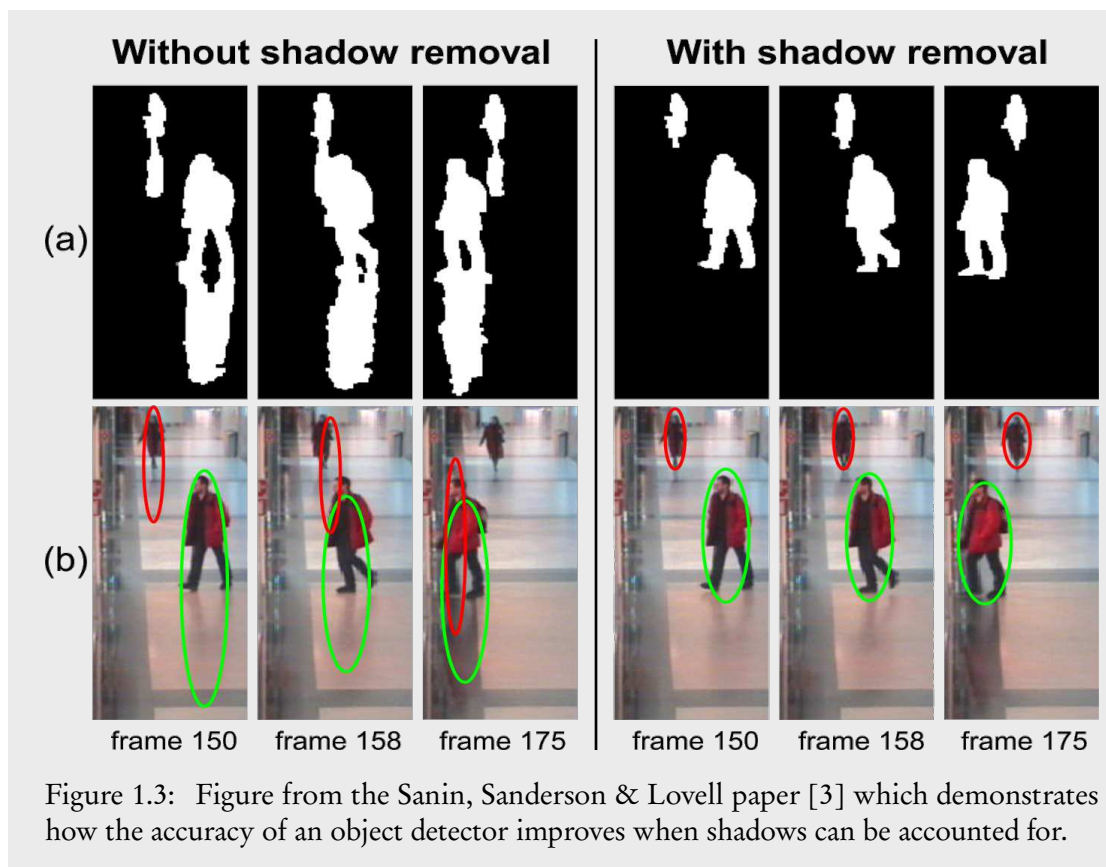 Without shadow removal
With shadow removal
(a)
(b)
frame 150
frame 158
frame 175
frame 150
frame 158
frame 175
Figure 1.3: Figure from the Sanin, Sanderson & Lovell paper [3] which demonstrates
how the accuracy of an object detector improves when shadows can be accounted for.